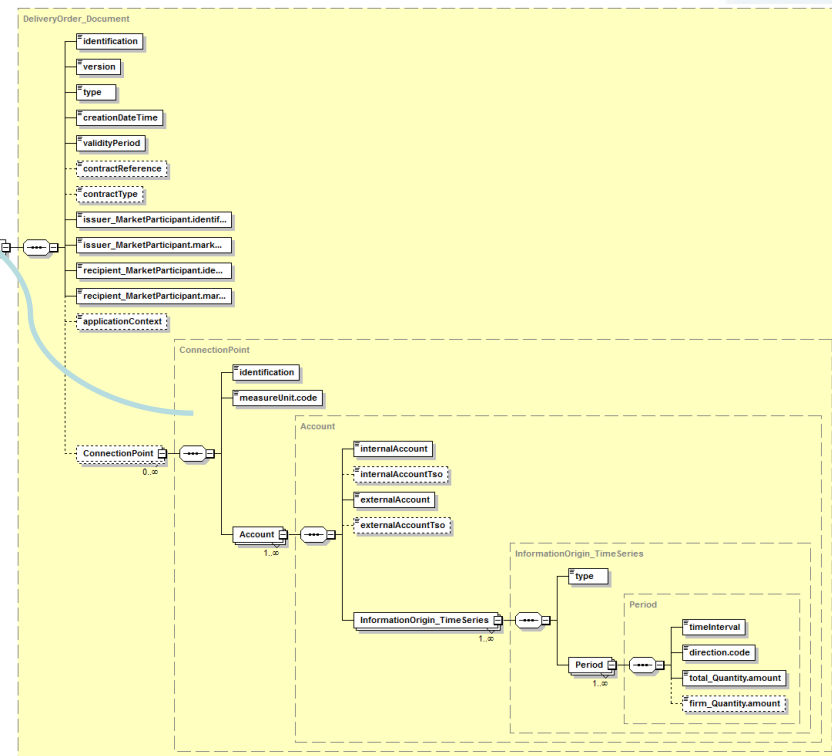 DeliveryOrder_Document
identification
version
type
creationDateTime
validityPeriod
contractReference
contractType
issuer_MarketParticipant.identif...
issuer_MarketParticipant.mark...
recipient_MarketParticipant.ide...
recipient_MarketParticipant.mar...
applicationContext
ConnectionPoint
identification
measureUnit.code
Account
ConnectionPoint
0..∞
internalAccount
internalAccountTso
externalAccount
externalAccountTso
Account
1..∞
InformationOrigin_TimeSeries
type
Period
InformationOrigin_TimeSeries
1..∞
timeInterval
direction.code
total_Quantity.amount
firm_Quantity.amount
Period
1..∞